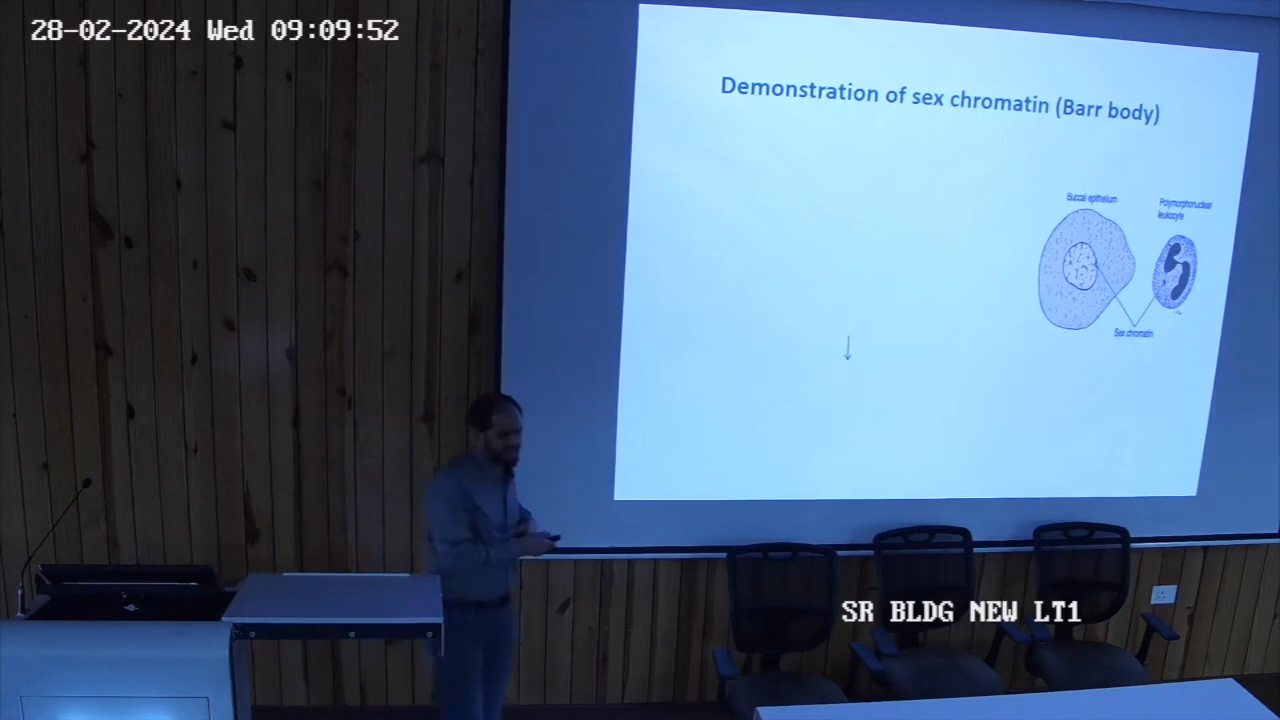 28-02-2024 Wed 09:09:52
Demonstration of sex chromatin (Barr body)
Buccal epithelium
Polymorphonuclear
leukocyte
Sex chromatin
SR BLDG NEW LT1